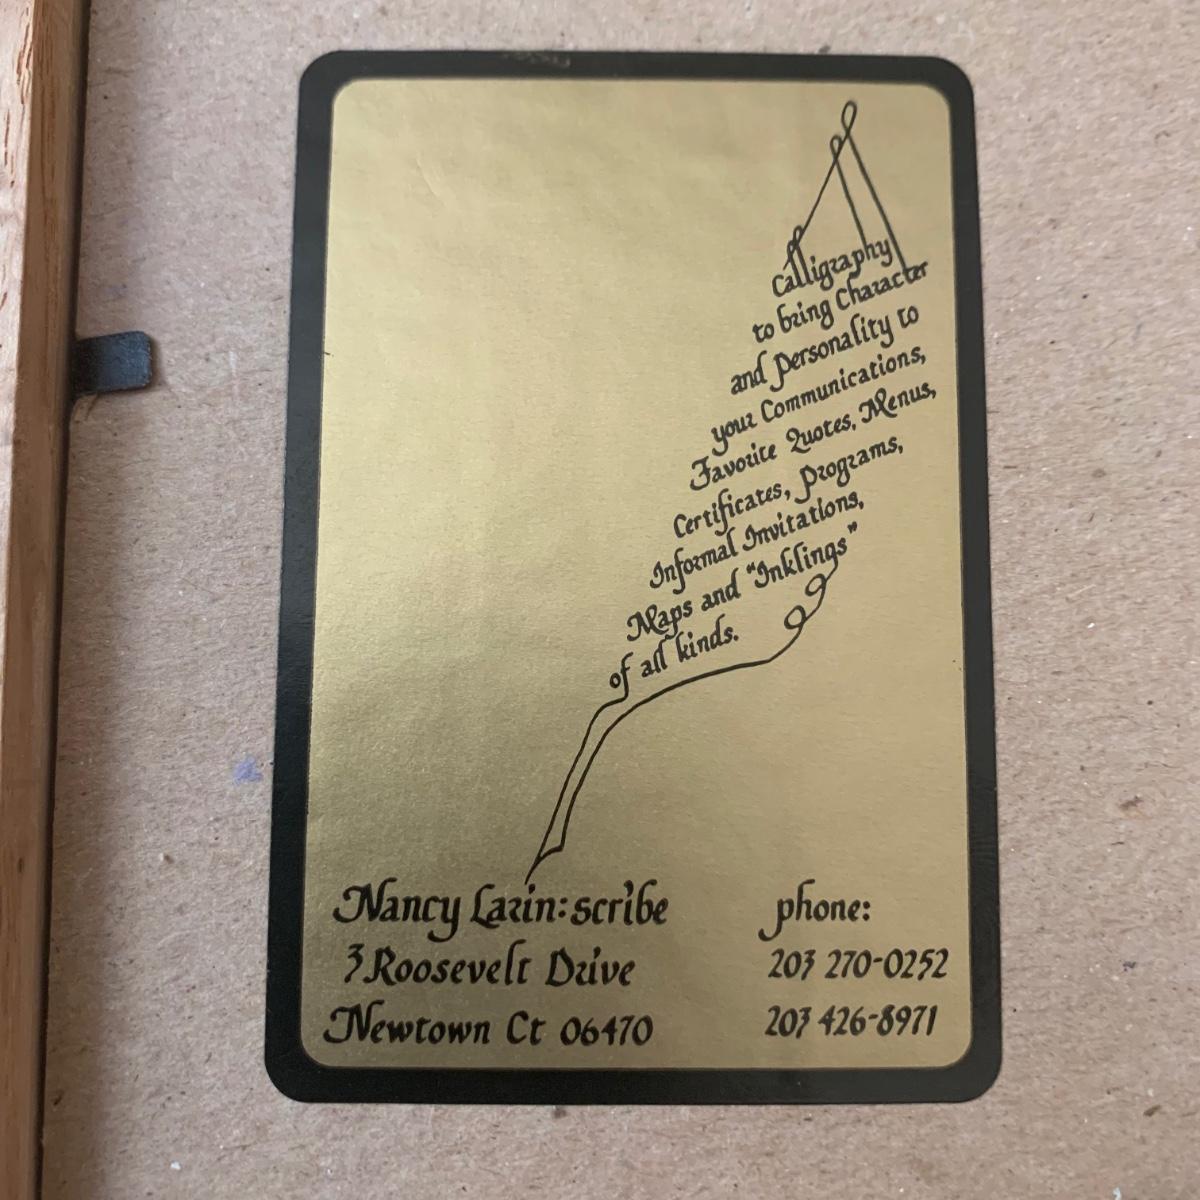 Calligraphy
to bring Character
and Personality to
your Communications,
Favorite Quotes, Menus,
Certificates, Programs,
Informal Invitations,
Maps and "Inklings"
of all kinds.
Nancy Larin: scribe
3 Roosevelt Drive
Newtown Ct 06470
phone:
203 270-0252
203 426-8971